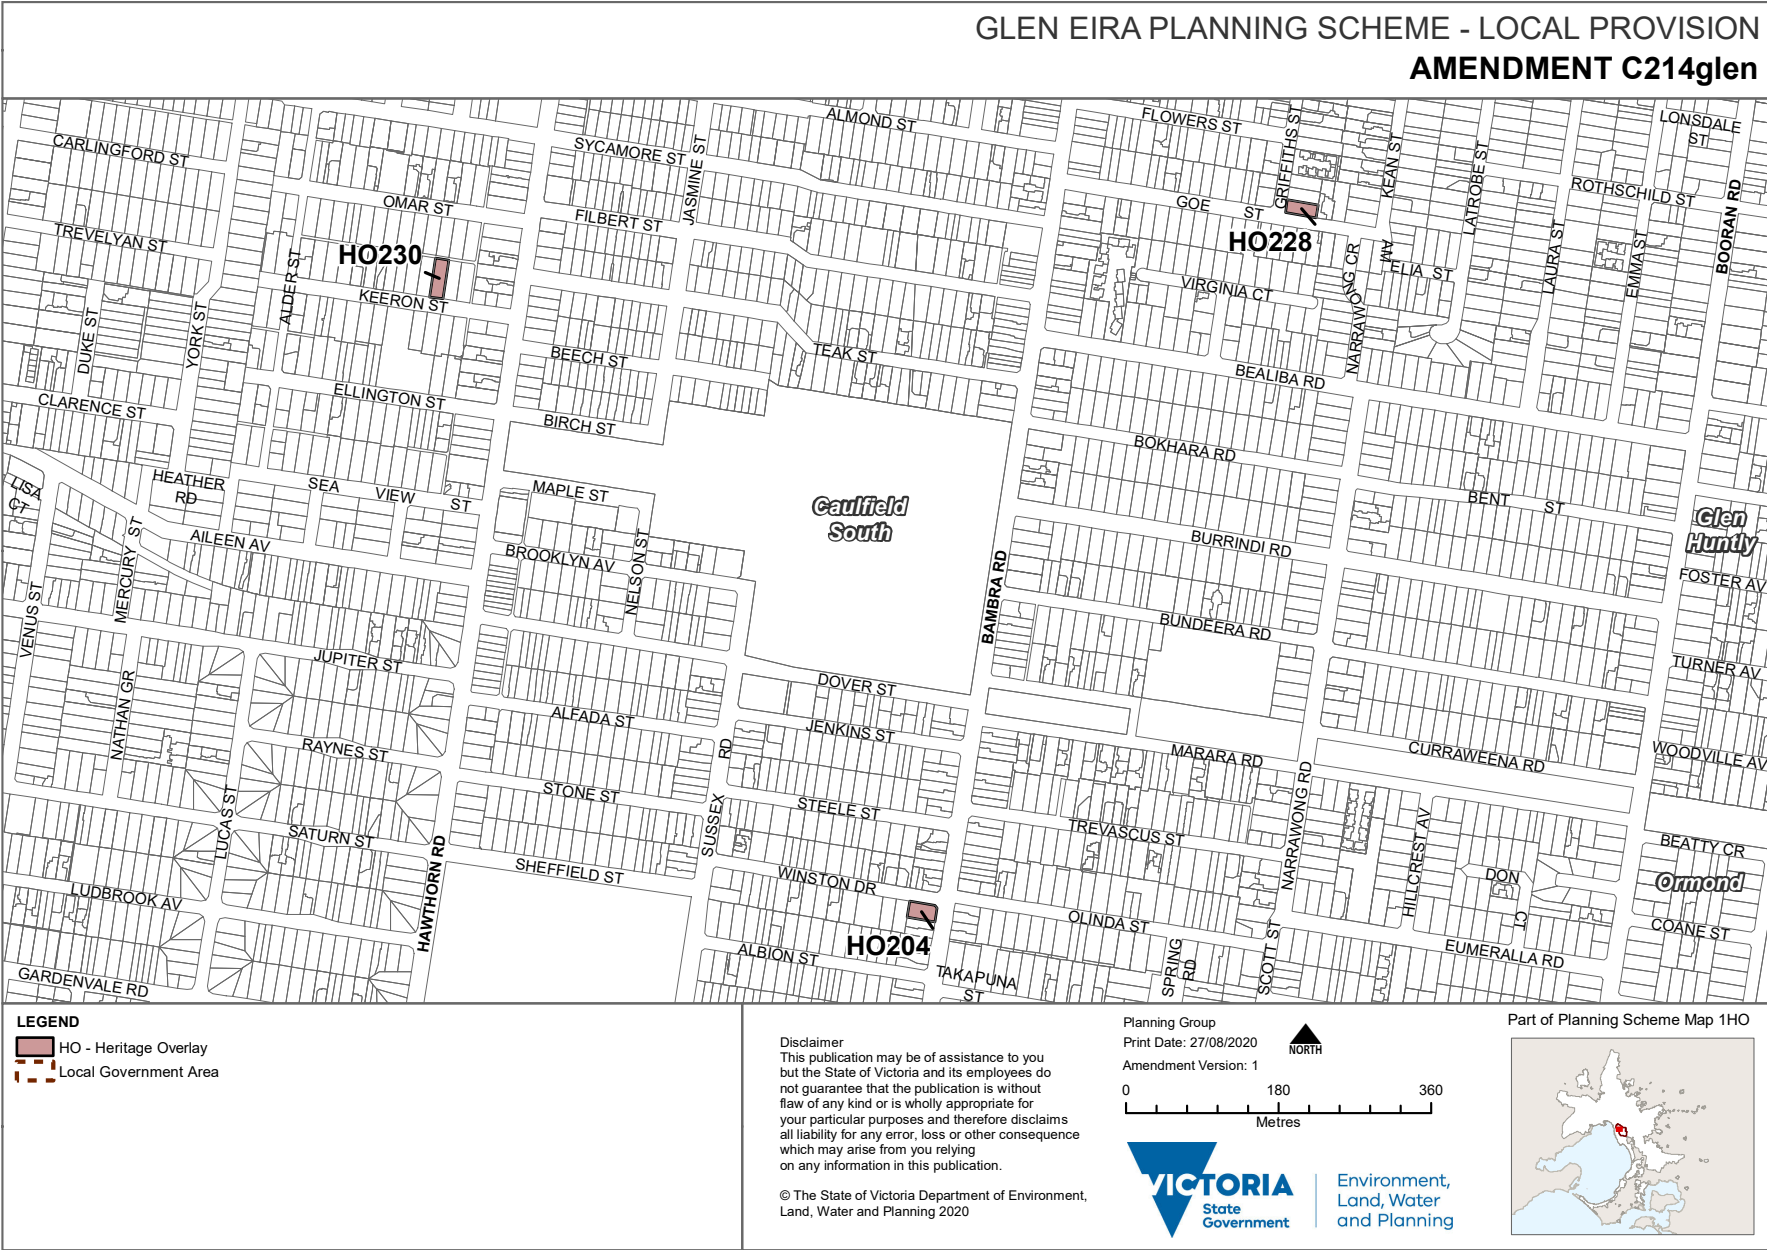 GLEN EIRA PLANNING SCHEME - LOCAL PROVISION
AMENDMENT C214glen
ALMOND ST
FLOWERS ST
LONSDALE
ST
CARLINGFORD ST
SYCAMORE ST
JASMINE ST
GRIFFITHS ST
KEAN ST
LATROBE ST
ROTHSCHILD ST
BOORAN RD
OMAR ST
FILBERT ST
GOE ST
TREVELYAN ST
HO230
HO228
ALDER ST
KEERON ST
NARRAWONG CR
AMELIA ST
LAURA ST
EMMA ST
VIRGINIA CT
DUKE ST
YORK ST
BEECH ST
TEAK ST
BEALIBA RD
CLARENCE ST
ELLINGTON ST
BIRCH ST
BOKHARA RD
LISA
CT
HEATHER
RD
SEA VIEW ST
MAPLE ST
Caulfield
South
BENT ST
Glen
Huntly
AILEEN AV
MERCURY ST
BROOKLYN AV
NELSON ST
BAMBRA RD
BURRINDI RD
FOSTER AV
VENUS ST
BUNDEERA RD
JUPITER ST
TURNER AV
NATHAN GR
DOVER ST
ALFADA ST
JENKINS ST
RAYNES ST
MARARA RD
CURRAWEENA RD
WOODVILLE AV
STONE ST
SUSSEX RD
STEELE ST
NARRAWONG RD
LUCAS ST
SATURN ST
HAWTHORN RD
TREVASCUS ST
HILLCREST AV
BEATTY CR
SHEFFIELD ST
WINSTON DR
DON CT
Ormond
LUDBROOK AV
HO204
OLINDA ST
COANE ST
ALBION ST
EUMERALLA RD
GARDENVALE RD
TAKAPUNA
ST
SPRING
RD
SCOTT ST
LEGEND
HO - Heritage Overlay
Local Government Area
Disclaimer
This publication may be of assistance to you
but the State of Victoria and its employees do
not guarantee that the publication is without
flaw of any kind or is wholly appropriate for
your particular purposes and therefore disclaims
all liability for any error, loss or other consequence
which may arise from you relying
on any information in this publication.
© The State of Victoria Department of Environment,
Land, Water and Planning 2020
Planning Group
Print Date: 27/08/2020
Amendment Version: 1
NORTH
0 180 360
Metres
VICTORIA
State
Government
Environment,
Land, Water
and Planning
Part of Planning Scheme Map 1HO